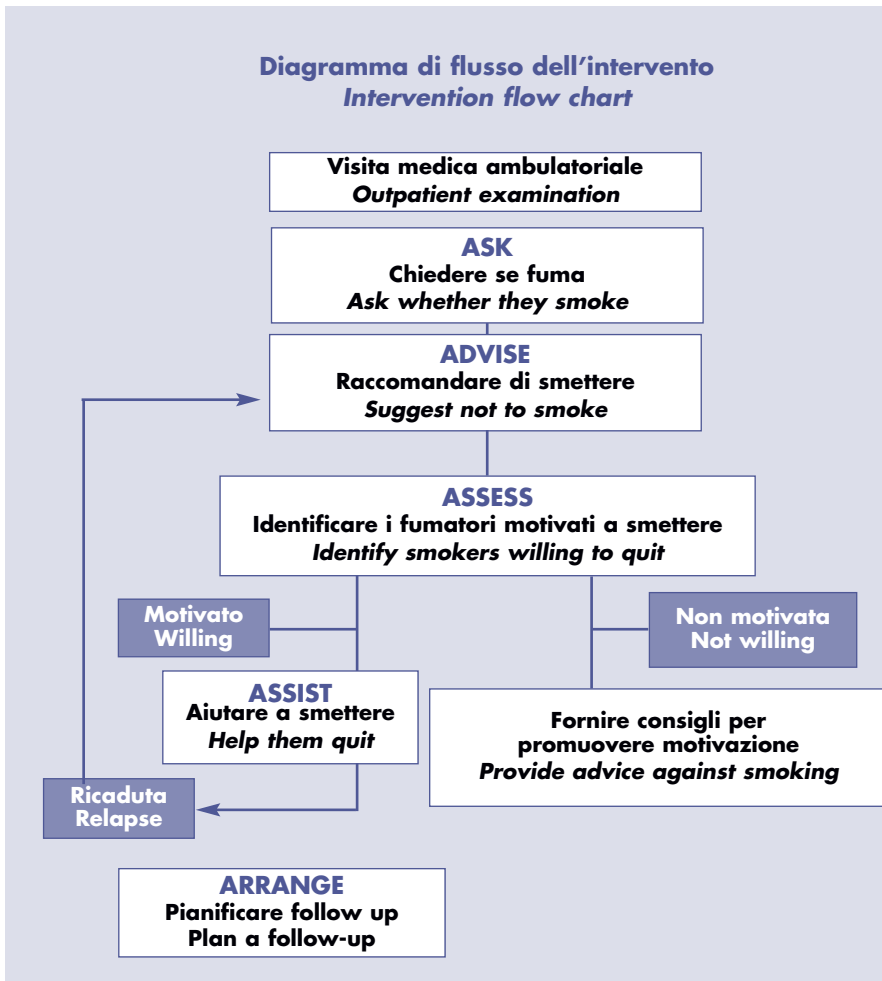 Diagramma di flusso dell'intervento
Intervention flow chart
Visita medica ambulatoriale
Outpatient examination
ASK
Chiedere se fuma
Ask whether they smoke
ADVISE
Raccomandare di smettere
Suggest not to smoke
ASSESS
Identificare i fumatori motivati a smettere
Identify smokers willing to quit
Motivato
Willing
Non motivata
Not willing
ASSIST
Aiutare a smettere
Help them quit
Fornire consigli per
promuovere motivazione
Provide advice against smoking
Ricaduta
Relapse
ARRANGE
Pianificare follow up
Plan a follow-up